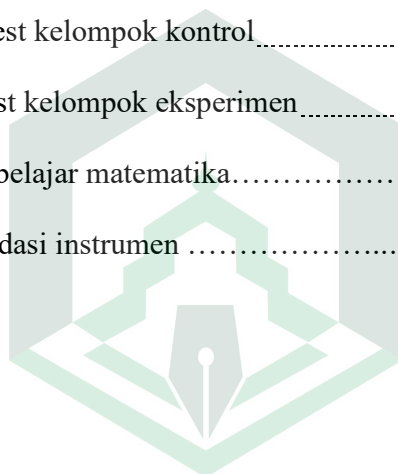 est kelompok kontrol
st kelompok eksperimen
belajar matematika……………
dasi instrumen ………………...